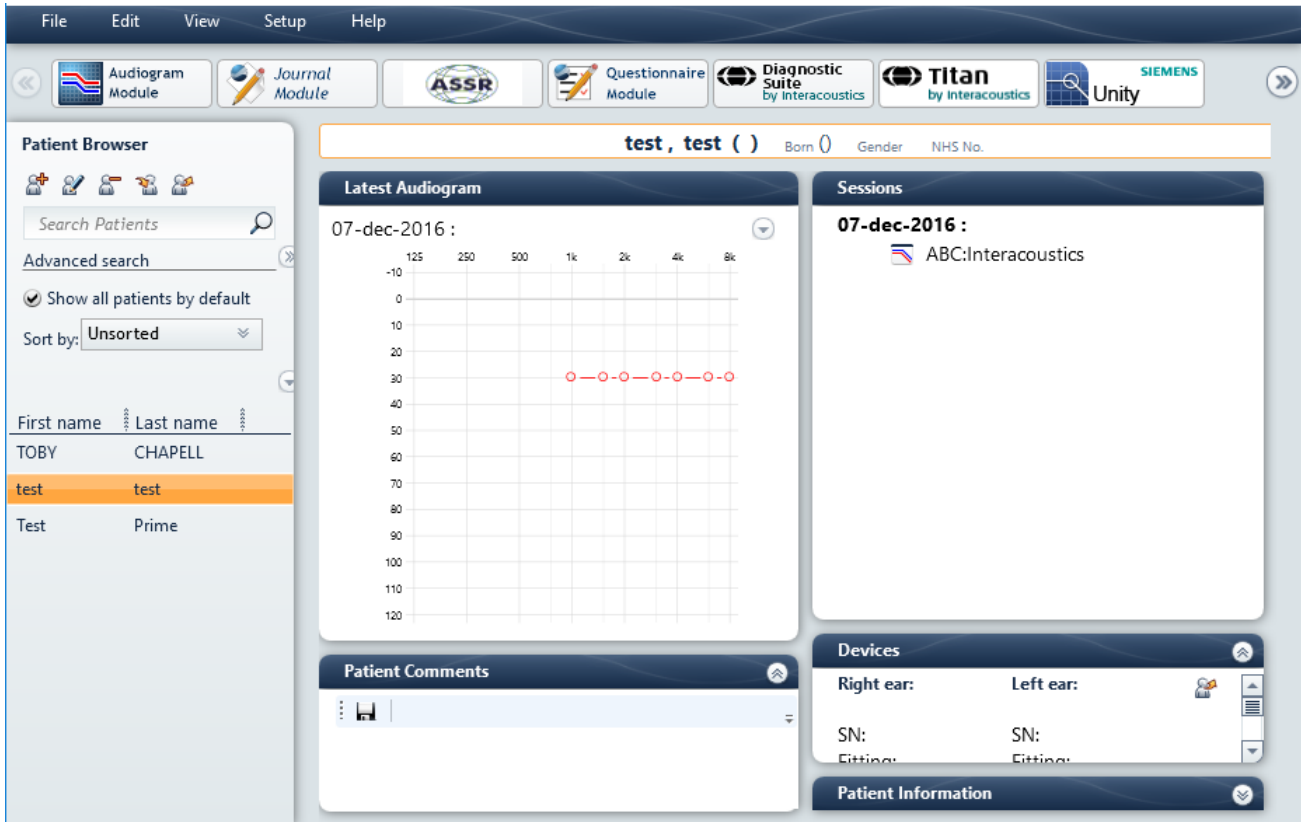 File Edit View Setup Help
Audiogram Module
Journal Module
ASSR
Questionnaire Module
Diagnostic Suite by Interacoustics
Titan by Interacoustics
SIEMENS Unity
Patient Browser
Search Patients
Advanced search
Show all patients by default
Sort by: Unsorted
First name Last name
TOBY CHAPELL
test test
Test Prime
test , test ( ) Born () Gender NHS No.
Latest Audiogram
07-dec-2016 :
125 250 500 1k 2k 4k 8k
-10
0
10
20
30
40
50
60
70
80
90
100
110
120
Patient Comments
Sessions
07-dec-2016 :
ABC:Interacoustics
Devices
Right ear: Left ear:
SN: SN:
Fitting: Fitting:
Patient Information